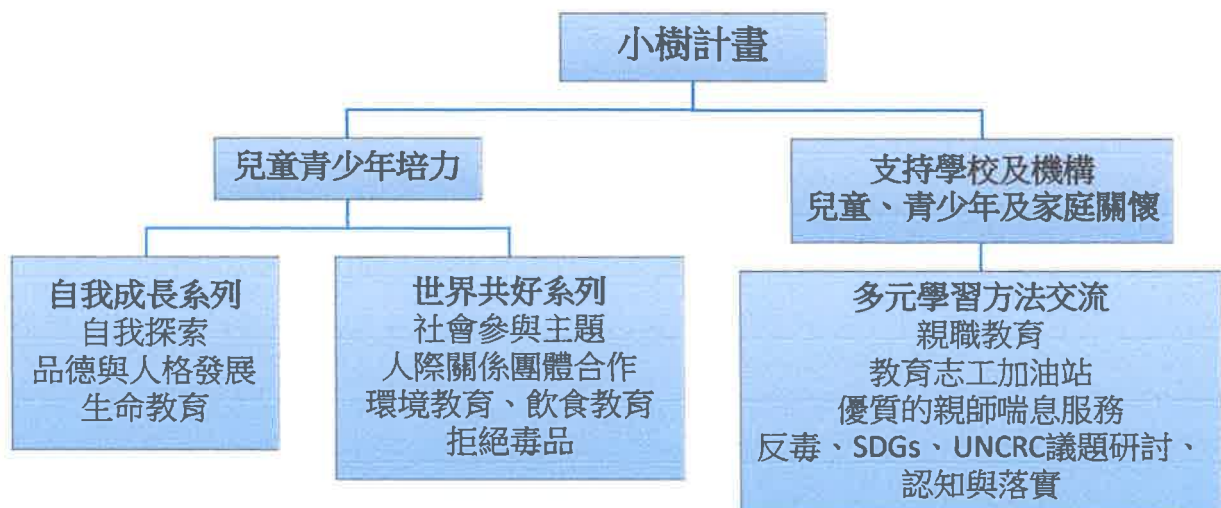 小樹計畫
兒童青少年培力
支持學校及機構
兒童、青少年及家庭關懷
自我成長系列
自我探索
品德與人格發展
生命教育
世界共好系列
社會參與主題
人際關係團體合作
環境教育、飲食教育
拒絕毒品
多元學習方法交流
親職教育
教育志工加油站
優質的親師喘息服務
反毒、SDGs、UNCRC議題研討、
認知與落實